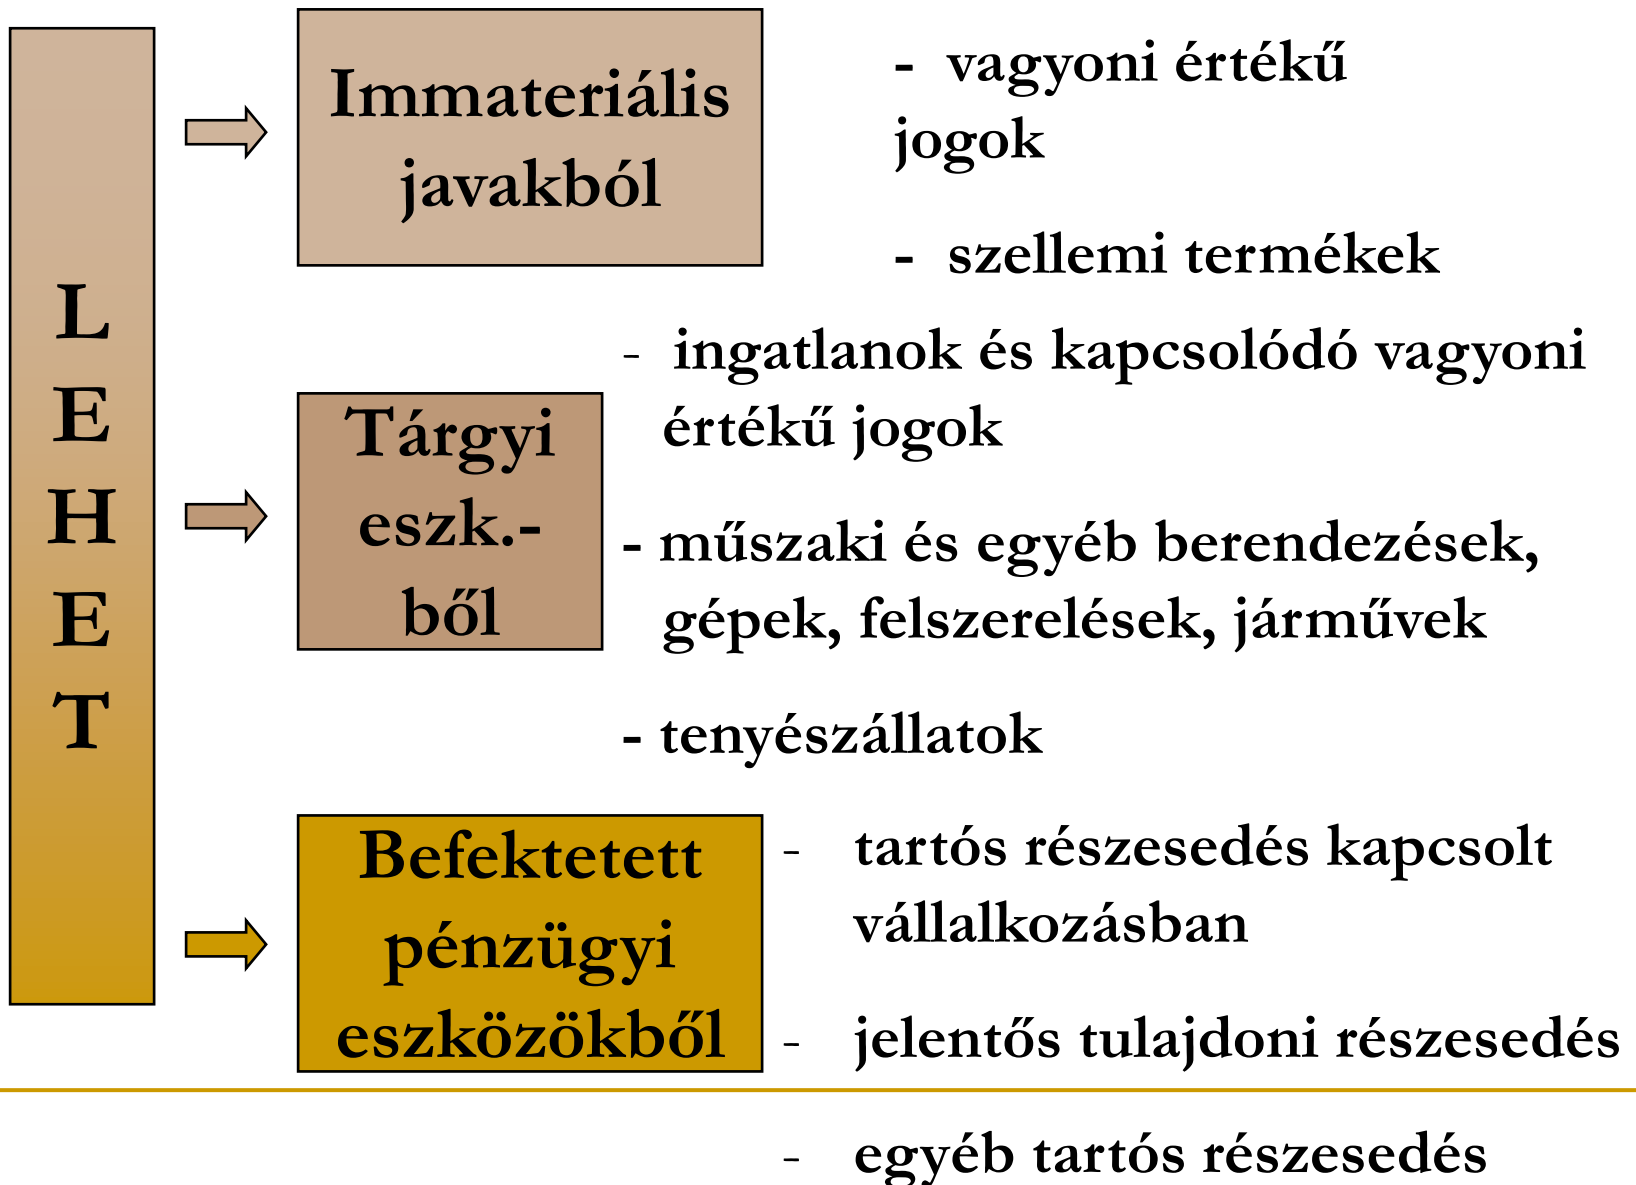 L
E
H
E
T
Immateriális
javakból
- vagyoni értékű
jogok
- szellemi termékek
Tárgyi
eszk.-
ből
- ingatlanok és kapcsolódó vagyoni
értékű jogok
- műszaki és egyéb berendezések,
gépek, felszerelések, járművek
- tenyészállatok
Befektetett
pénzügyi
eszközökből
- tartós részesedés kapcsolt
vállalkozásban
- jelentős tulajdoni részesedés
- egyéb tartós részesedés